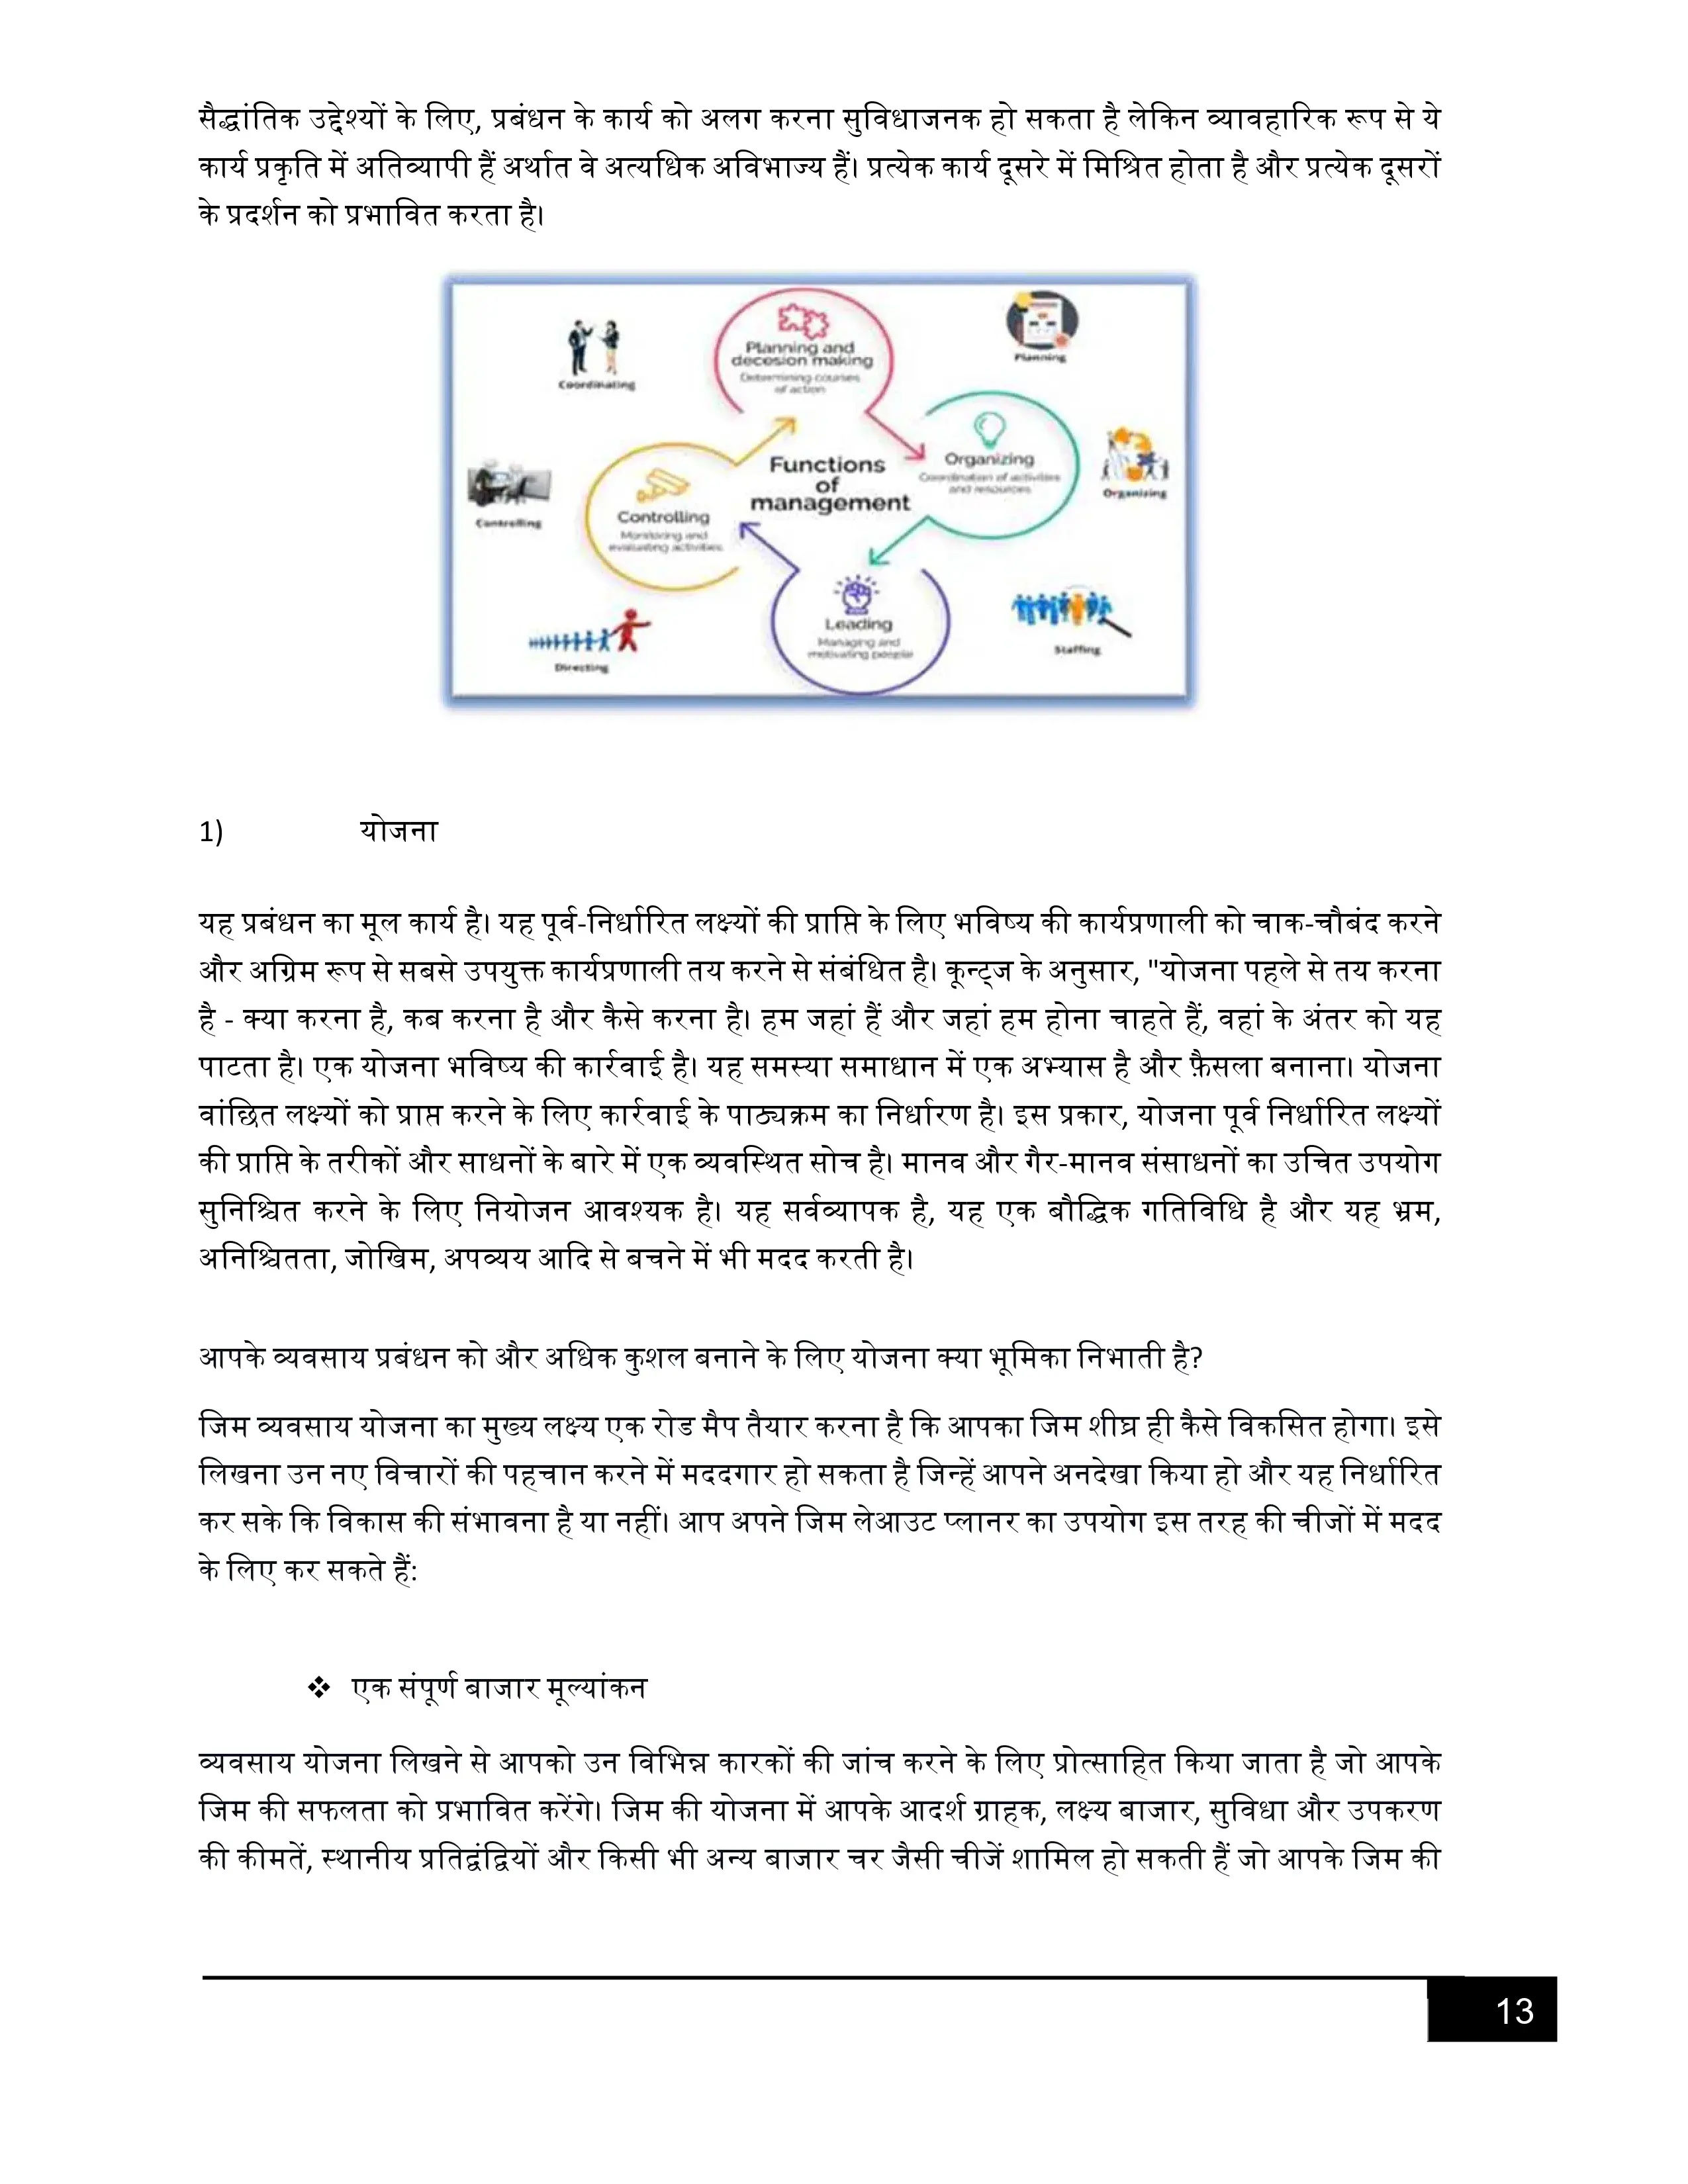 सैद्धांतिक उद्देश्यों के लिए, प्रबंधन के कार्य को अलग करना सुविधाजनक हो सकता है लेकिन व्यावहारिक रूप से ये
कार्य प्रकृति में अतिव्यापी हैं अर्थात वे अत्यधिक अविभाज्य हैं। प्रत्येक कार्य दूसरे में मिश्रित होता है और प्रत्येक दूसरों
के प्रदर्शन को प्रभावित करता है।
Planning and
decesion making
Determining courses
of action
Planning
Coordinating
Organizing
Coordination of activities
and resources
Organizing
Functions
of
management
Controlling
Monitoring and
evaluating activities
Controlling
Leading
Managing and
motivating people
Staffing
Directing
1) योजना
यह प्रबंधन का मूल कार्य है। यह पूर्व-निर्धारित लक्ष्यों की प्राप्ति के लिए भविष्य की कार्यप्रणाली को चाक-चौबंद करने
और अग्रिम रूप से सबसे उपयुक्त कार्यप्रणाली तय करने से संबंधित है। कून्ट्ज के अनुसार, "योजना पहले से तय करना
है - क्या करना है, कब करना है और कैसे करना है। हम जहां हैं और जहां हम होना चाहते हैं, वहां के अंतर को यह
पाटता है। एक योजना भविष्य की कार्रवाई है। यह समस्या समाधान में एक अभ्यास है और फ़ैसला बनाना। योजना
वांछित लक्ष्यों को प्राप्त करने के लिए कार्रवाई के पाठ्यक्रम का निर्धारण है। इस प्रकार, योजना पूर्व निर्धारित लक्ष्यों
की प्राप्ति के तरीकों और साधनों के बारे में एक व्यवस्थित सोच है। मानव और गैर-मानव संसाधनों का उचित उपयोग
सुनिश्चित करने के लिए नियोजन आवश्यक है। यह सर्वव्यापक है, यह एक बौद्धिक गतिविधि है और यह भ्रम,
अनिश्चितता, जोखिम, अपव्यय आदि से बचने में भी मदद करती है।
आपके व्यवसाय प्रबंधन को और अधिक कुशल बनाने के लिए योजना क्या भूमिका निभाती है?
जिम व्यवसाय योजना का मुख्य लक्ष्य एक रोड मैप तैयार करना है कि आपका जिम शीघ्र ही कैसे विकसित होगा। इसे
लिखना उन नए विचारों की पहचान करने में मददगार हो सकता है जिन्हें आपने अनदेखा किया हो और यह निर्धारित
कर सके कि विकास की संभावना है या नहीं। आप अपने जिम लेआउट प्लानर का उपयोग इस तरह की चीजों में मदद
के लिए कर सकते हैं:
❖ एक संपूर्ण बाजार मूल्यांकन
व्यवसाय योजना लिखने से आपको उन विभिन्न कारकों की जांच करने के लिए प्रोत्साहित किया जाता है जो आपके
जिम की सफलता को प्रभावित करेंगे। जिम की योजना में आपके आदर्श ग्राहक, लक्ष्य बाजार, सुविधा और उपकरण
की कीमतें, स्थानीय प्रतिद्वंद्वियों और किसी भी अन्य बाजार चर जैसी चीजें शामिल हो सकती हैं जो आपके जिम की
13